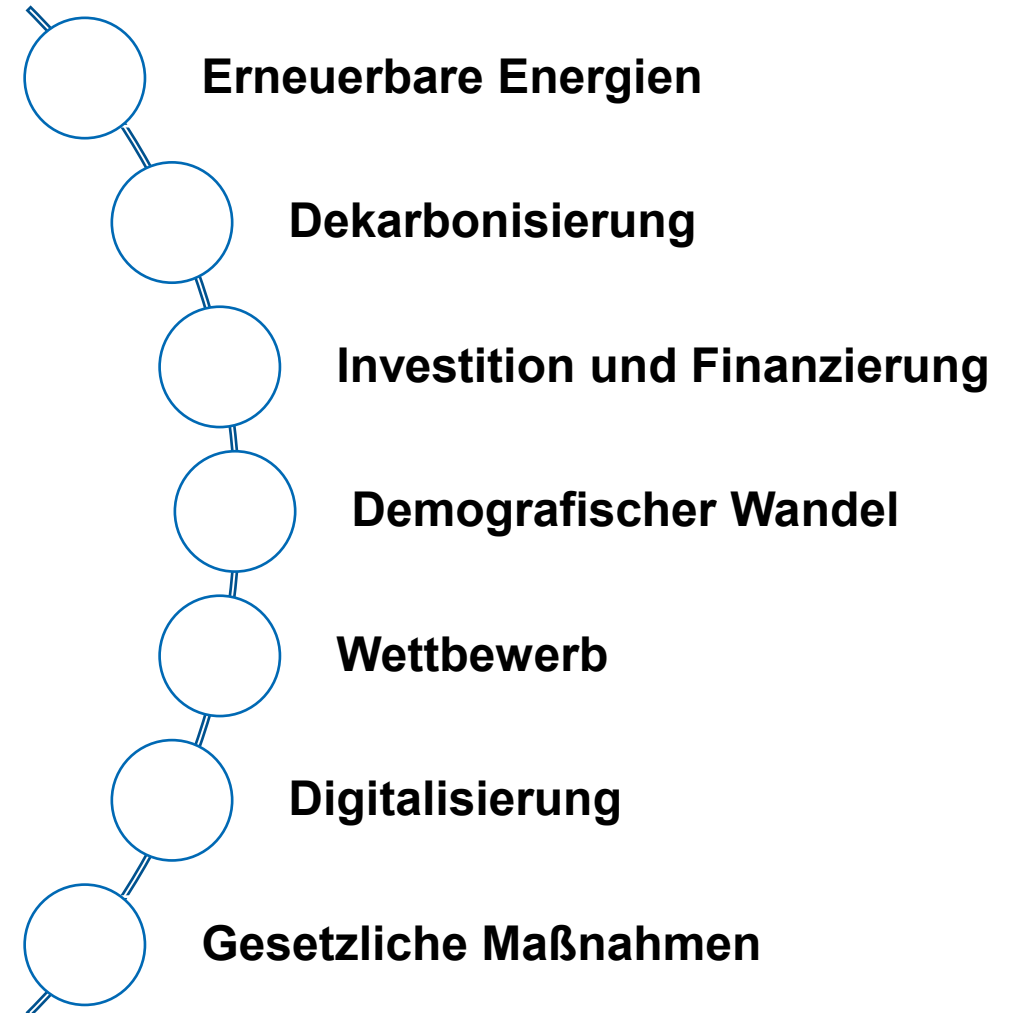 Erneuerbare Energien
Dekarbonisierung
Investition und Finanzierung
Demografischer Wandel
Wettbewerb
Digitalisierung
Gesetzliche Maßnahmen